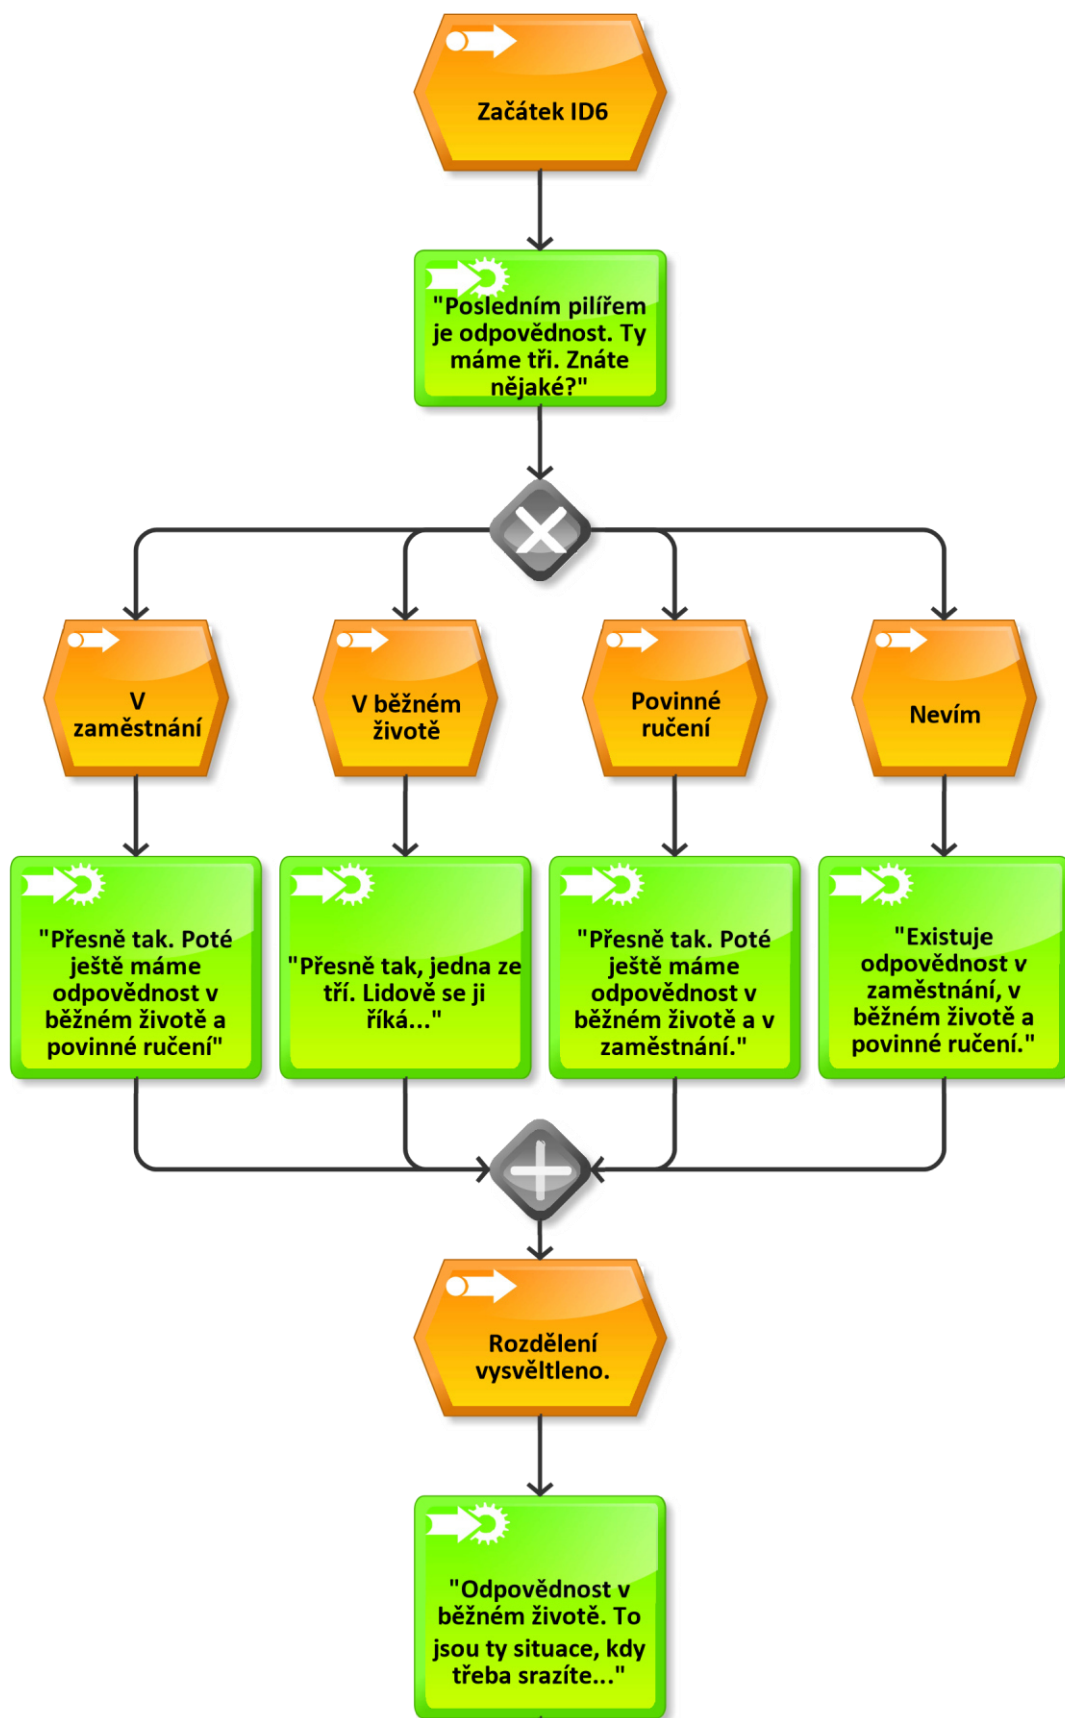 Začátek ID6
"Posledním pilířem
je odpovědnost. Ty
máme tři. Znáte
nějaké?"
V
zaměstnání
V běžném
životě
Povinné
ručení
Nevím
"Přesně tak. Poté
ještě máme
odpovědnost v
běžném životě a
povinné ručení"
"Přesně tak, jedna ze
tří. Lidově se ji
říká..."
"Přesně tak. Poté
ještě máme
odpovědnost v
běžném životě a v
zaměstnání."
"Existuje
odpovědnost v
zaměstnání, v
běžném životě a
povinné ručení."
Rozdělení
vysvěltleno.
"Odpovědnost v
běžném životě. To
jsou ty situace, kdy
třeba srazíte..."